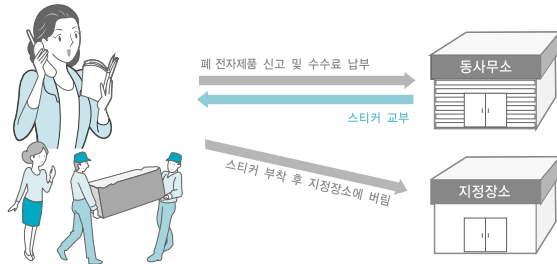 폐 전자제품 신고 및 수수료 납부
동사무소
스티커 교부
스티커 부착 후 지정장소에 버림
지정장소